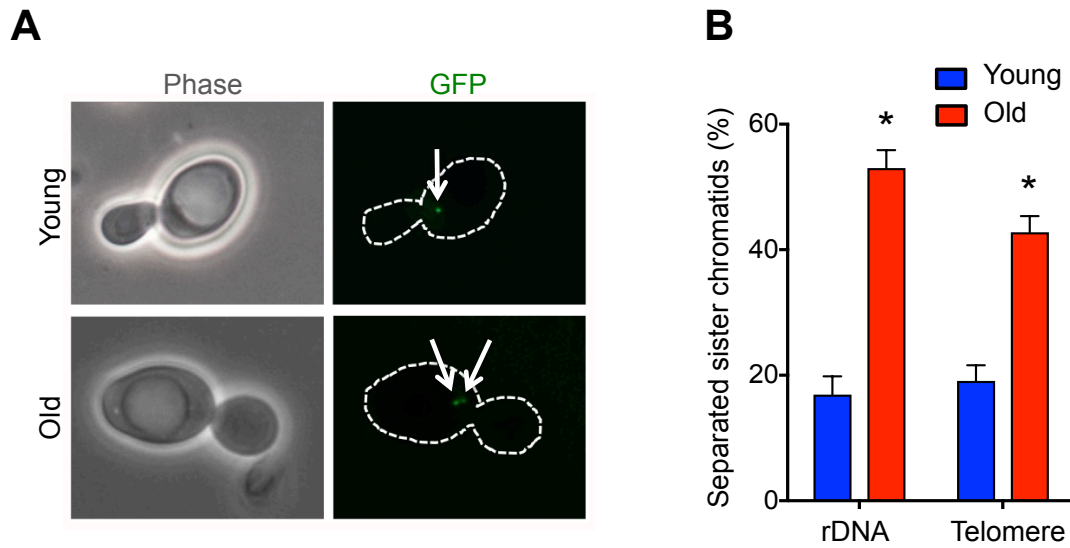 A
Phase
GFP
Young
Old
B
Young
Old
Separated sister chromatids (%)
60
*
*
40
20
0
rDNA
Telomere